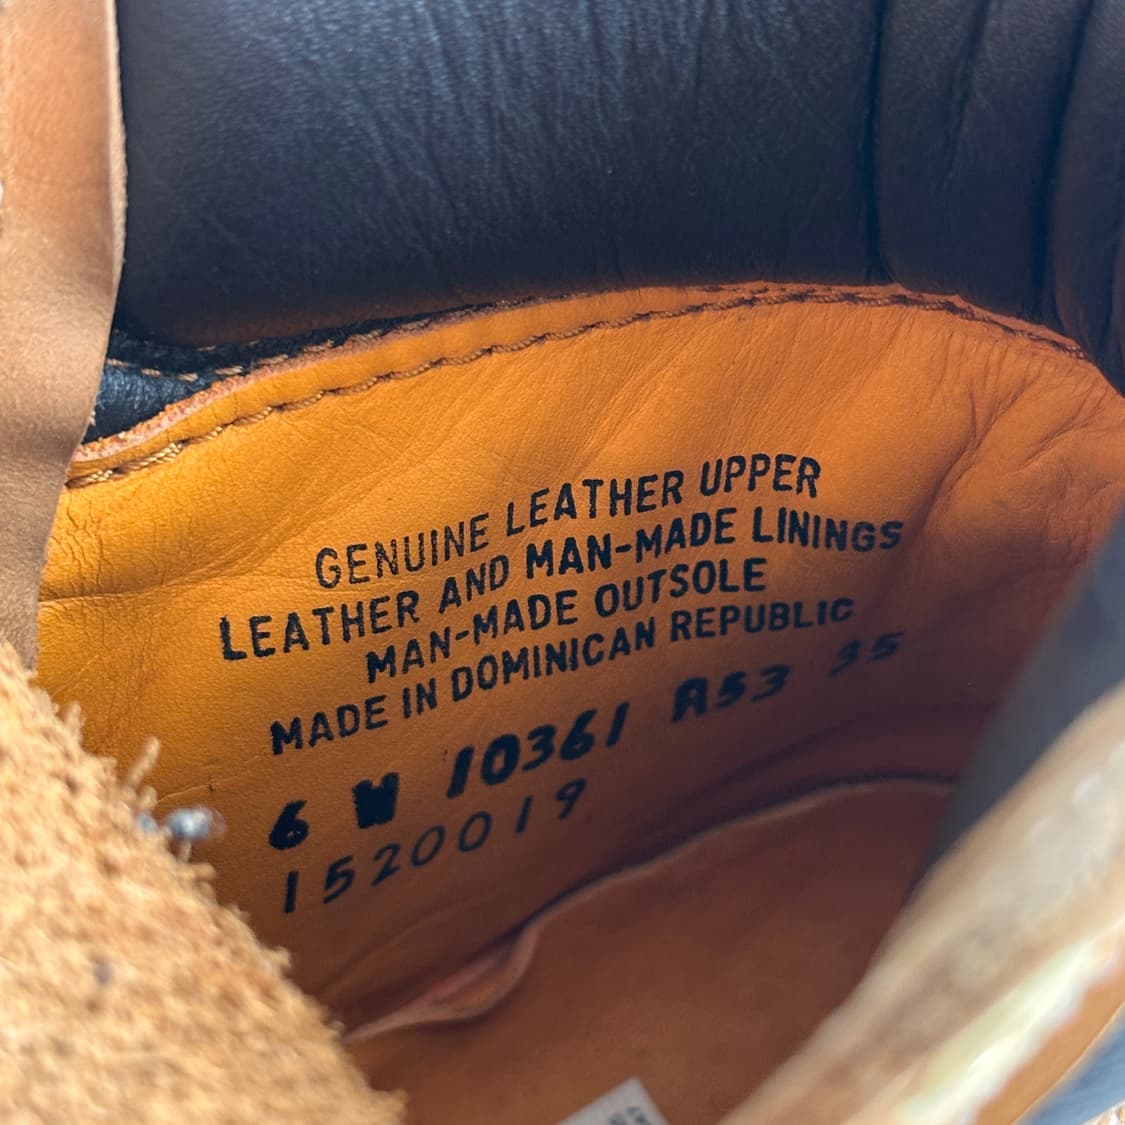 GENUINE LEATHER UPPER
LEATHER AND MAN-MADE LININGS
MAN-MADE OUTSOLE
MADE IN DOMINICAN REPUBLIC
6 W 10361 A53 35
1520019